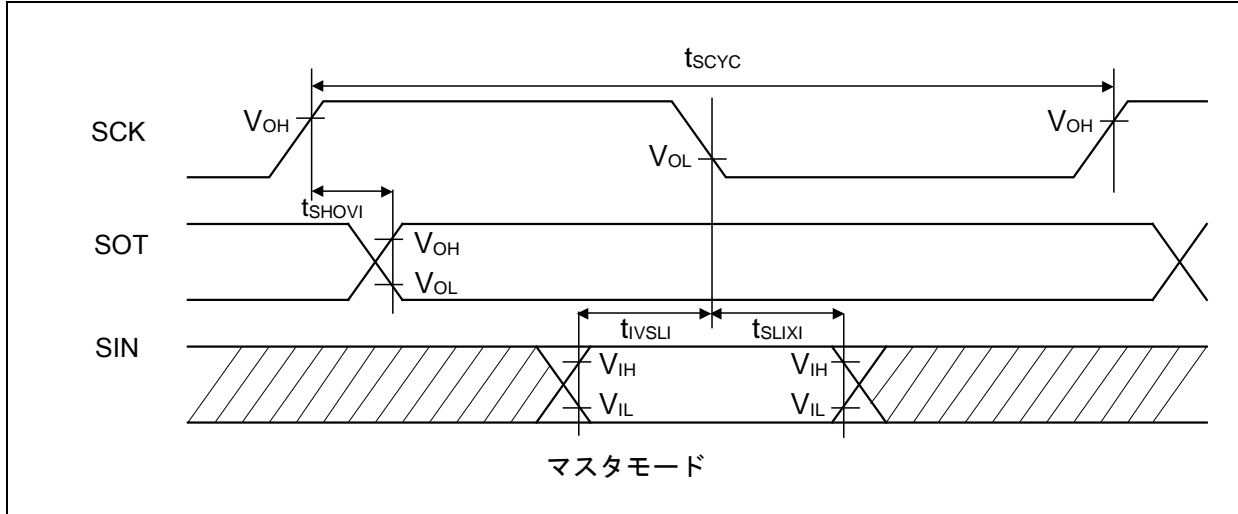 tSCYC
SCK
VOH
VOL
VOH
tSHOVI
SOT
VOH
VOL
tIVSLI
tSLIXI
SIN
VIH
VIL
VIH
VIL
マスタモード